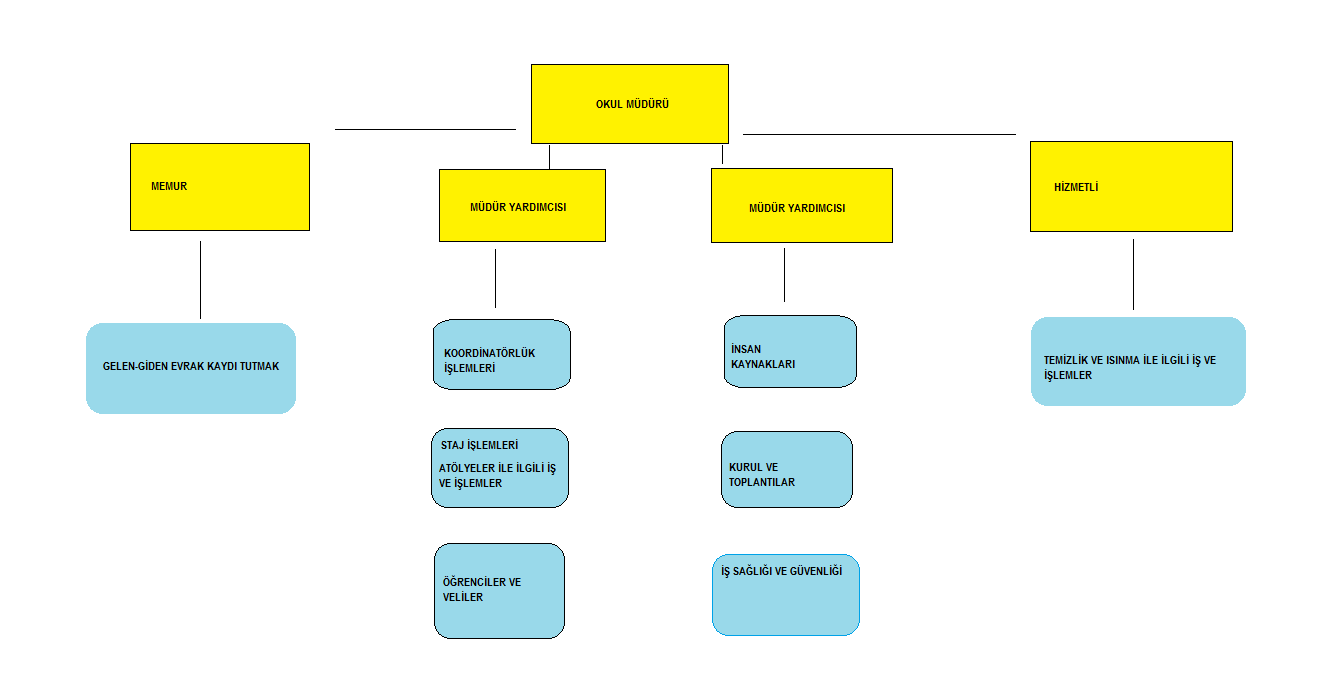 OKUL MÜDÜRÜ
MEMUR
MÜDÜR YARDIMCISI
MÜDÜR YARDIMCISI
HİZMETLİ
GELEN-GİDEN EVRAK KAYDI TUTMAK
KOORDİNATÖRLÜK
İŞLEMLERİ
İNSAN
KAYNAKLARI
TEMİZLİK VE ISINMA İLE İLGİLİ İŞ VE
İŞLEMLER
STAJ İŞLEMLERİ
ATÖLYELER İLE İLGİLİ İŞ
VE İŞLEMLER
KURUL VE
TOPLANTILAR
ÖĞRENCİLER VE
VELİLER
İŞ SAĞLIĞI VE GÜVENLİĞİ